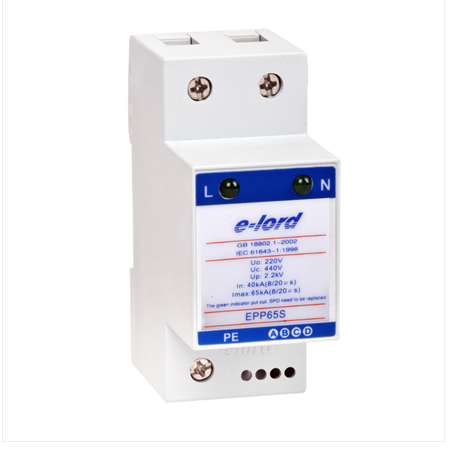 L N
e-lord
GB 18802.1-2002
IEC 61643-1:1998
Uo: 220V
Uc: 440V
Up: 2.2kV
In: 40kA(8/20µs)
Imax:65kA(8/20µs)
The green indicator put out, SPD need to be replaced
EPP65S
PE A B C D